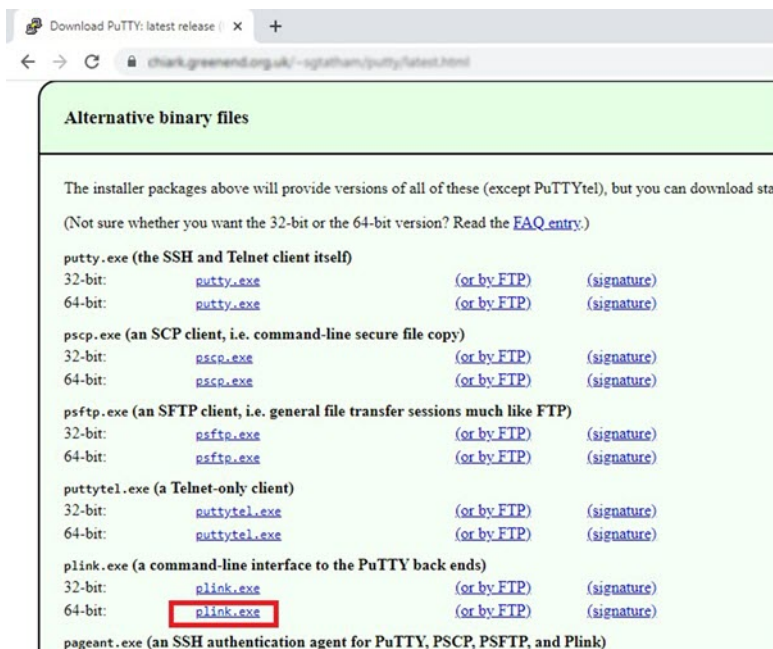 Download PuTTY: latest release (
chiark.greenend.org.uk/~sgtatham/putty/latest.html
Alternative binary files
The installer packages above will provide versions of all of these (except PuTTYtel), but you can download sta
(Not sure whether you want the 32-bit or the 64-bit version? Read the FAQ entry.)
putty.exe (the SSH and Telnet client itself)
32-bit: putty.exe (or by FTP) (signature)
64-bit: putty.exe (or by FTP) (signature)
pscp.exe (an SCP client, i.e. command-line secure file copy)
32-bit: pscp.exe (or by FTP) (signature)
64-bit: pscp.exe (or by FTP) (signature)
psftp.exe (an SFTP client, i.e. general file transfer sessions much like FTP)
32-bit: psftp.exe (or by FTP) (signature)
64-bit: psftp.exe (or by FTP) (signature)
puttytel.exe (a Telnet-only client)
32-bit: puttytel.exe (or by FTP) (signature)
64-bit: puttytel.exe (or by FTP) (signature)
plink.exe (a command-line interface to the PuTTY back ends)
32-bit: plink.exe (or by FTP) (signature)
64-bit: plink.exe (or by FTP) (signature)
pageant.exe (an SSH authentication agent for PuTTY, PSCP, PSFTP, and Plink)